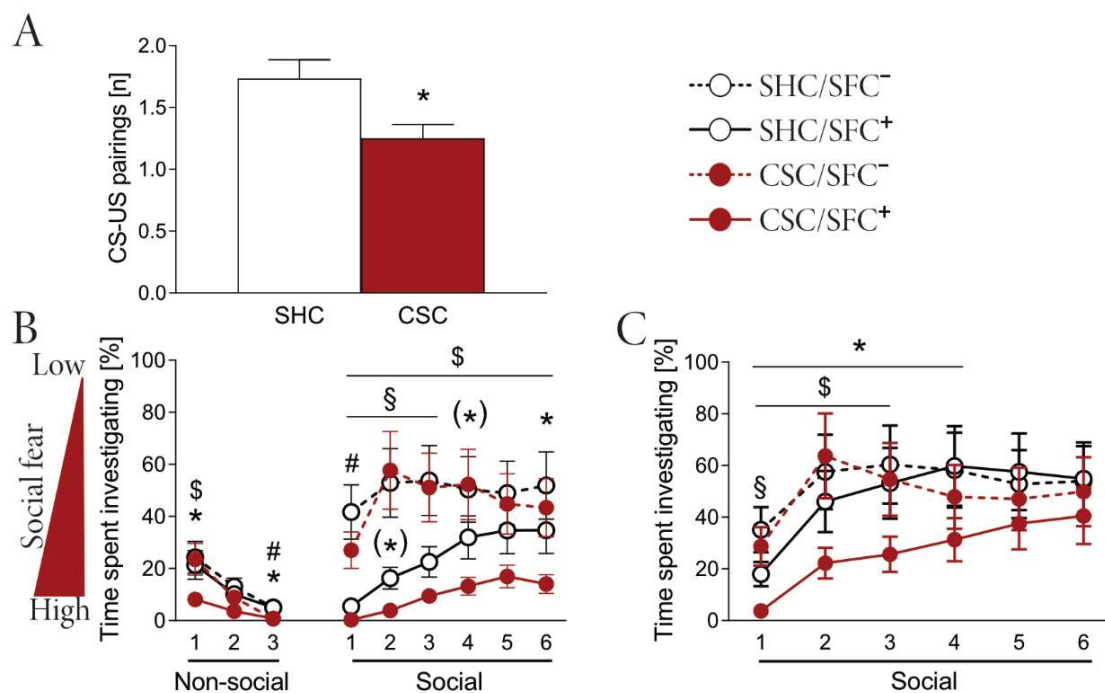 A
CS-US pairings [n]
2.0
1.5
1.0
0.5
0.0
*
SHC
CSC
SHC/SFC⁻
SHC/SFC⁺
CSC/SFC⁻
CSC/SFC⁺
B
Low
Social fear
High
Time spent investigating [%]
100
80
60
40
20
0
$
*
#
*
$
§
#
(*)
(*)
*
1 2 3
1 2 3 4 5 6
Non-social
Social
C
Time spent investigating [%]
100
80
60
40
20
0
*
$
§
1 2 3 4 5 6
Social